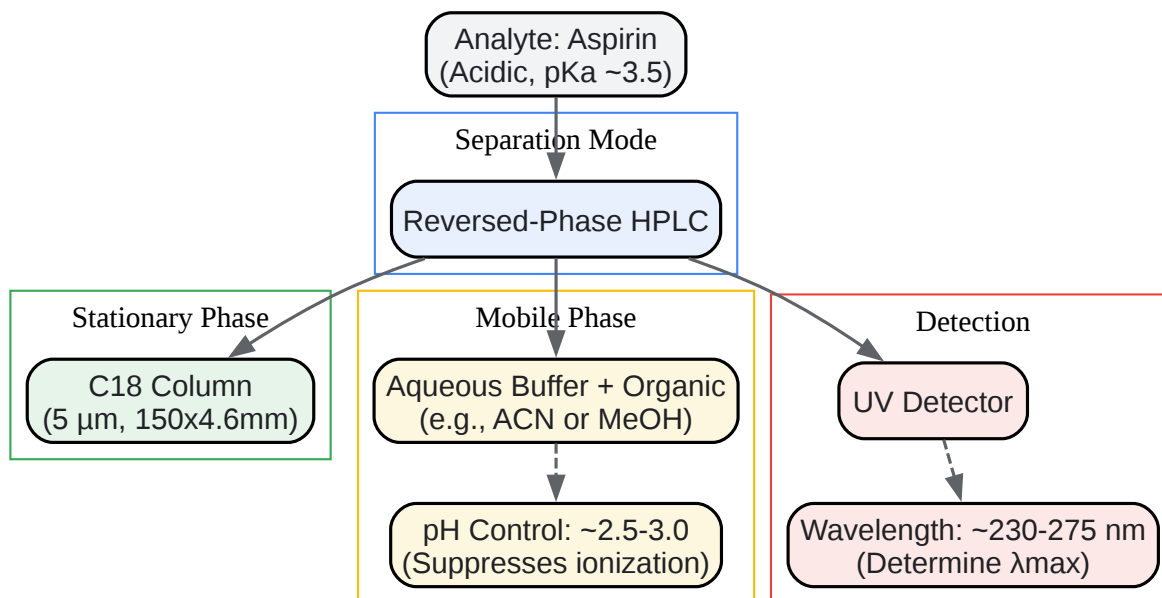 Analyte: Aspirin
(Acidic, pKa ~3.5)
Separation Mode
Reversed-Phase HPLC
Stationary Phase
C18 Column
(5 µm, 150x4.6mm)
Mobile Phase
Aqueous Buffer + Organic
(e.g., ACN or MeOH)
pH Control: ~2.5-3.0
(Suppresses ionization)
Detection
UV Detector
Wavelength: ~230-275 nm
(Determine λmax)